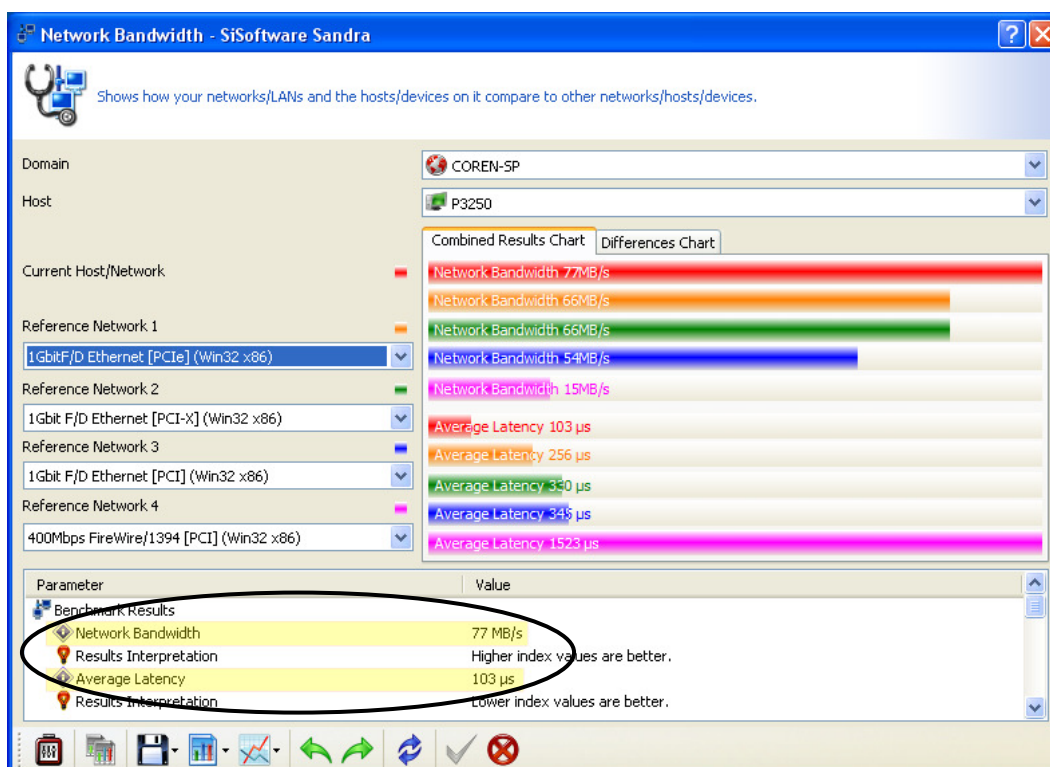 Network Bandwidth - SiSoftware Sandra
Shows how your networks/LANs and the hosts/devices on it compare to other networks/hosts/devices.
Domain
COREN-SP
Host
P3250
Combined Results Chart Differences Chart
Current Host/Network
Network Bandwidth 77MB/s
Network Bandwidth 66MB/s
Reference Network 1
Network Bandwidth 66MB/s
1GbitF/D Ethernet [PCIe] (Win32 x86)
Network Bandwidth 54MB/s
Reference Network 2
Network Bandwidth 15MB/s
1Gbit F/D Ethernet [PCI-X] (Win32 x86)
Average Latency 103 µs
Reference Network 3
Average Latency 256 µs
1Gbit F/D Ethernet [PCI] (Win32 x86)
Average Latency 330 µs
Reference Network 4
Average Latency 345 µs
400Mbps FireWire/1394 [PCI] (Win32 x86)
Average Latency 1523 µs
Parameter Value
Benchmark Results
Network Bandwidth 77 MB/s
Results Interpretation Higher index values are better.
Average Latency 103 µs
Results Interpretation Lower index values are better.